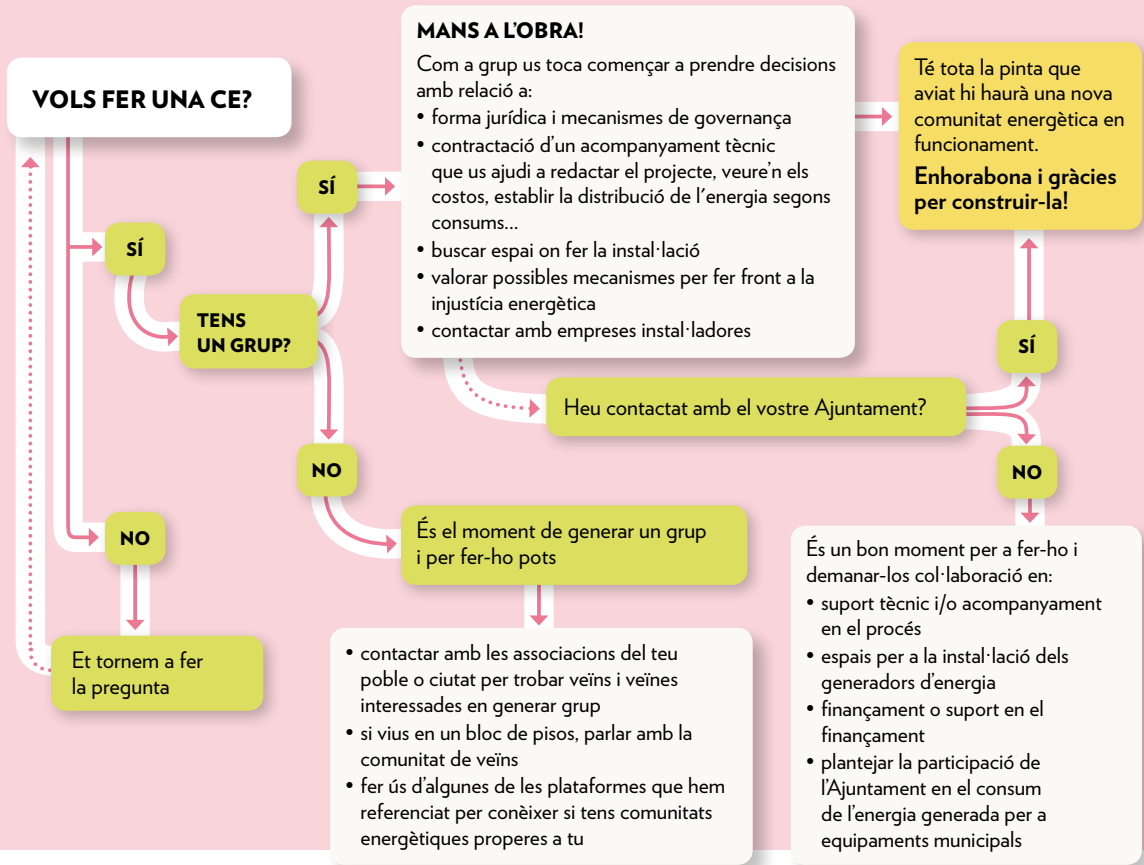 VOLS FER UNA CE?
SÍ
TENS
UN GRUP?
SÍ
MANS A L’OBRA!
Com a grup us toca començar a prendre decisions
amb relació a:
• forma jurídica i mecanismes de governança
• contractació d’un acompanyament tècnic
que us ajudi a redactar el projecte, veure’n els
costos, establir la distribució de l'energia segons
consums...
• buscar espai on fer la instal·lació
• valorar possibles mecanismes per fer front a la
injustícia energètica
• contactar amb empreses instal·ladores
Té tota la pinta que
aviat hi haurà una nova
comunitat energètica en
funcionament.
Enhorabona i gràcies
per construir-la!
SÍ
Heu contactat amb el vostre Ajuntament?
NO
És un bon moment per a fer-ho i
demanar-los col·laboració en:
• suport tècnic i/o acompanyament
en el procés
• espais per a la instal·lació dels
generadors d’energia
• finançament o suport en el
finançament
• plantejar la participació de
l’Ajuntament en el consum
de l’energia generada per a
equipaments municipals
NO
És el moment de generar un grup
i per fer-ho pots
• contactar amb les associacions del teu
poble o ciutat per trobar veïns i veïnes
interessades en generar grup
• si vius en un bloc de pisos, parlar amb la
comunitat de veïns
• fer ús d’algunes de les plataformes que hem
referenciat per conèixer si tens comunitats
energètiques properes a tu
NO
Et tornem a fer
la pregunta